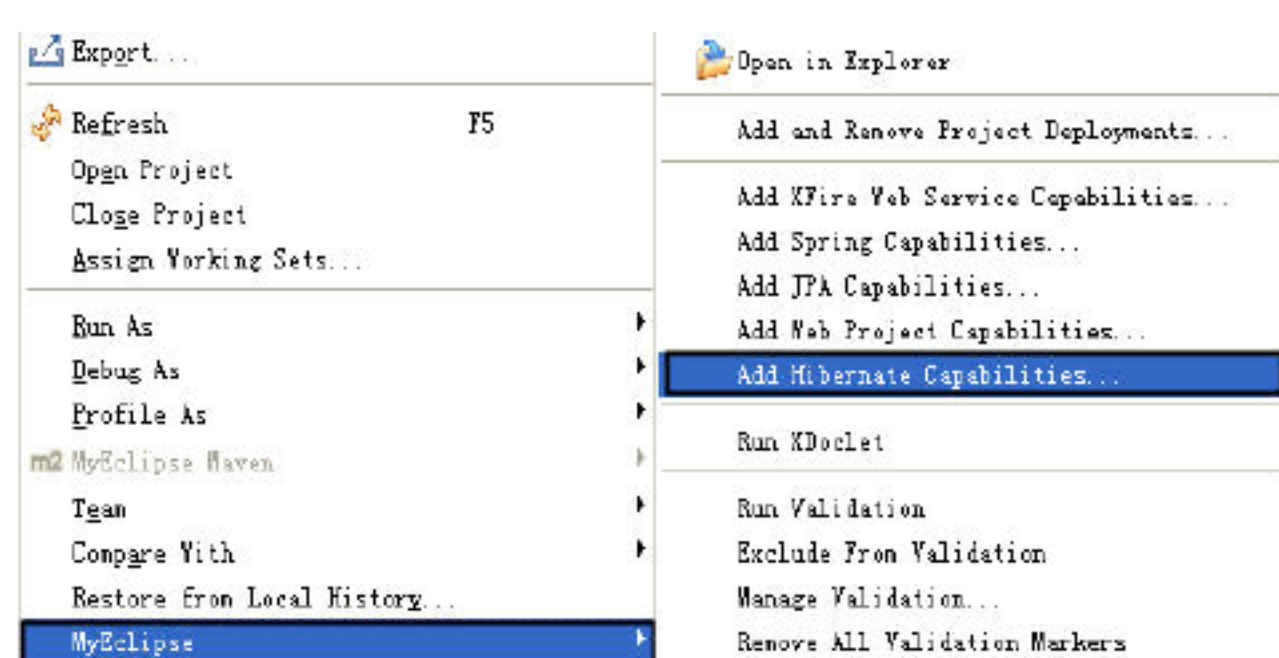 Export...
Refresh F5
Open Project
Close Project
Assign Working Sets...
Run As
Debug As
Profile As
m2 MyEclipse Maven
Team
Compare With
Restore from Local History...
MyEclipse
Open in Explorer
Add and Remove Project Deployments...
Add XFire Web Service Capabilities...
Add Spring Capabilities...
Add JPA Capabilities...
Add Web Project Capabilities...
Add Hibernate Capabilities...
Run XDoclet
Run Validation
Exclude From Validation
Manage Validation...
Remove All Validation Markers